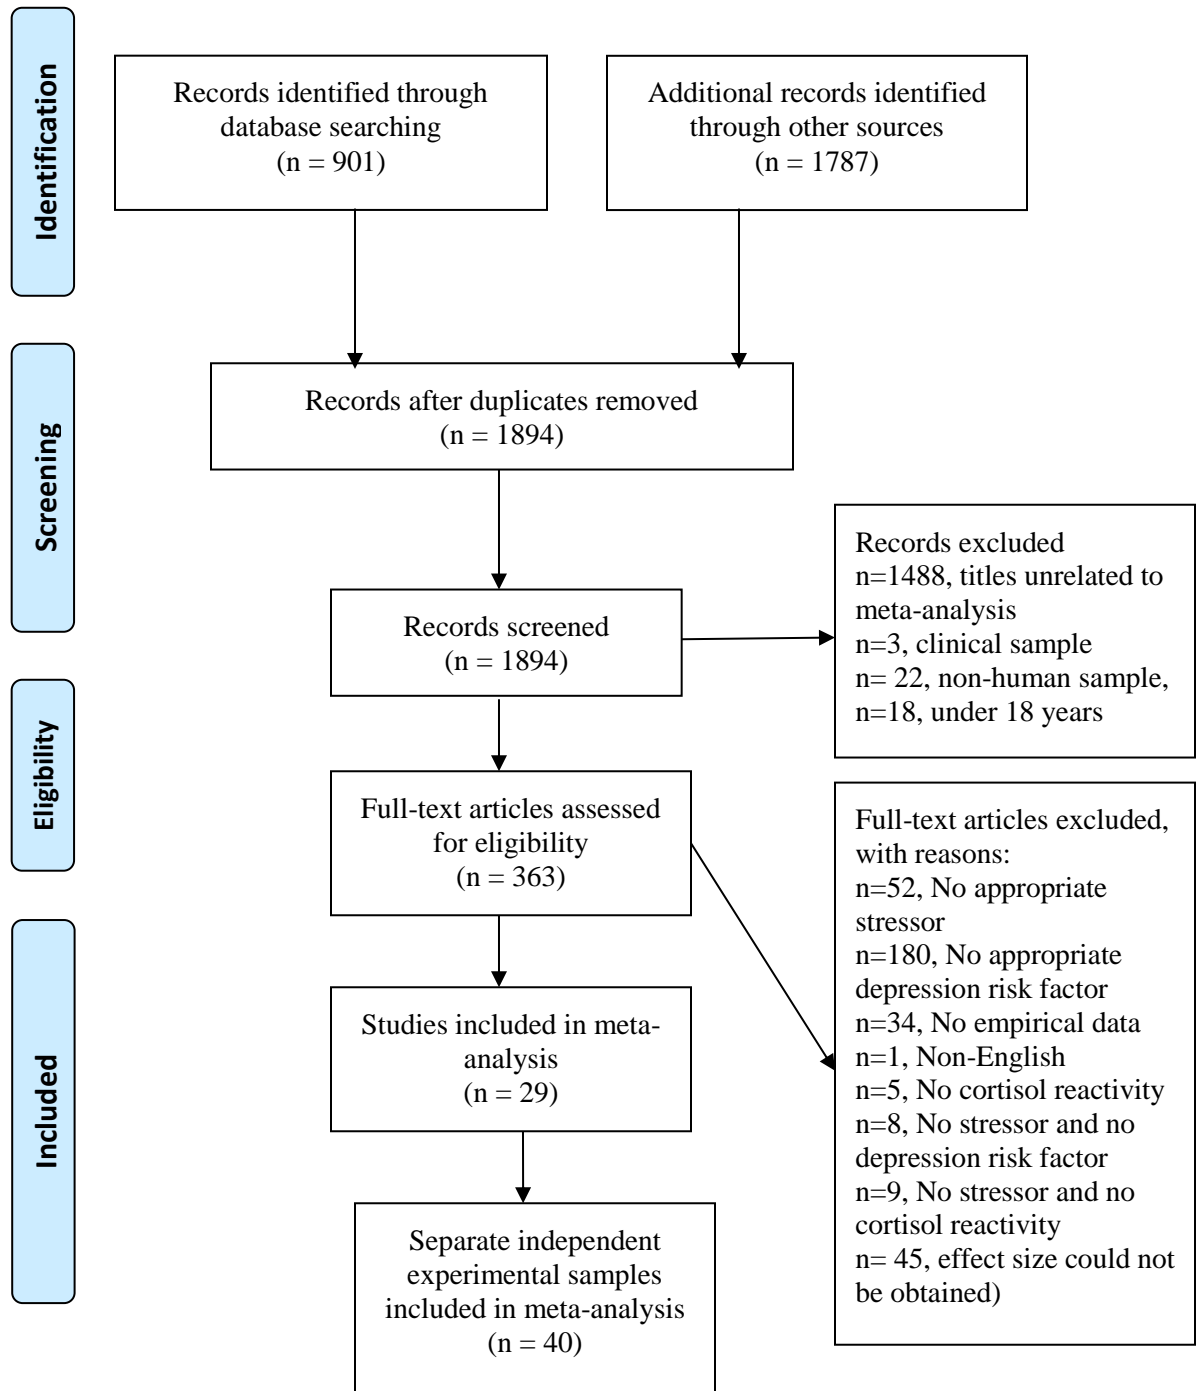 Identification
Records identified through
database searching
(n = 901)
Additional records identified
through other sources
(n = 1787)
Screening
Records after duplicates removed
(n = 1894)
Records screened
(n = 1894)
Records excluded
n=1488, titles unrelated to
meta-analysis
n=3, clinical sample
n= 22, non-human sample,
n=18, under 18 years
Eligibility
Full-text articles assessed
for eligibility
(n = 363)
Full-text articles excluded,
with reasons:
n=52, No appropriate
stressor
n=180, No appropriate
depression risk factor
n=34, No empirical data
n=1, Non-English
n=5, No cortisol reactivity
n=8, No stressor and no
depression risk factor
n=9, No stressor and no
cortisol reactivity
n= 45, effect size could not
be obtained)
Included
Studies included in meta-
analysis
(n = 29)
Separate independent
experimental samples
included in meta-analysis
(n = 40)